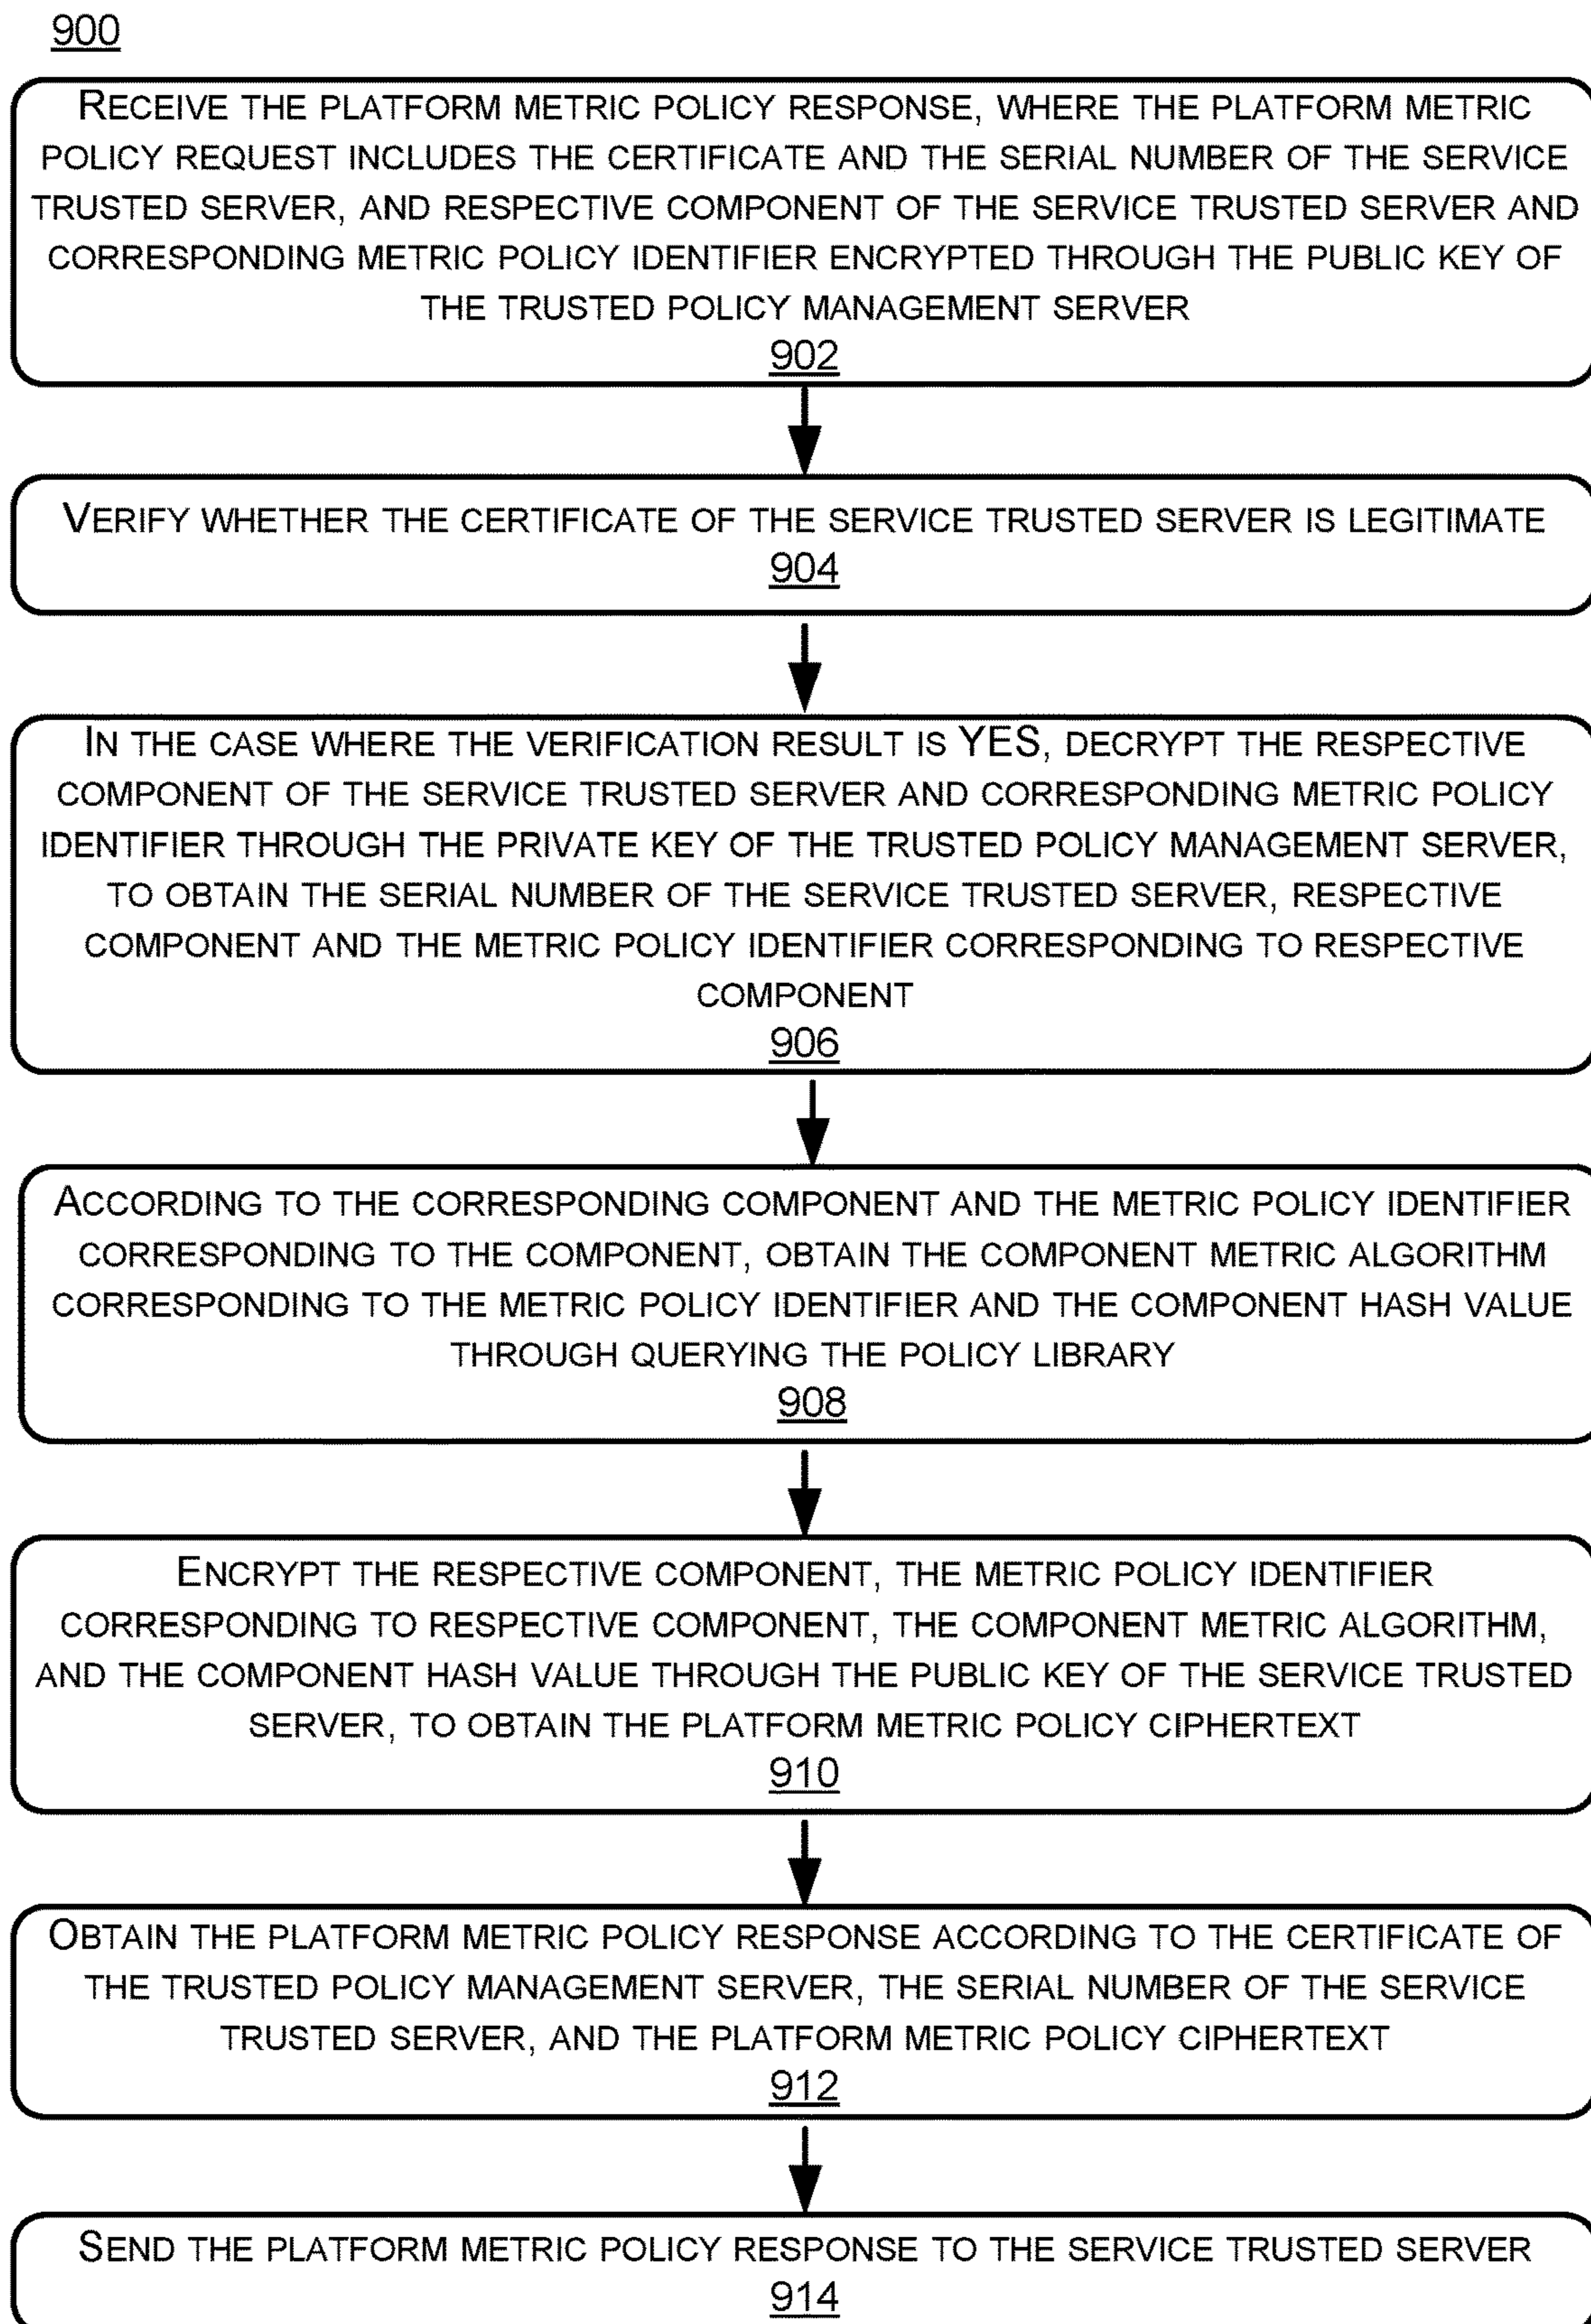 900
RECEIVE THE PLATFORM METRIC POLICY RESPONSE, WHERE THE PLATFORM METRIC
POLICY REQUEST INCLUDES THE CERTIFICATE AND THE SERIAL NUMBER OF THE SERVICE
TRUSTED SERVER, AND RESPECTIVE COMPONENT OF THE SERVICE TRUSTED SERVER AND
CORRESPONDING METRIC POLICY IDENTIFIER ENCRYPTED THROUGH THE PUBLIC KEY OF
THE TRUSTED POLICY MANAGEMENT SERVER
902
VERIFY WHETHER THE CERTIFICATE OF THE SERVICE TRUSTED SERVER IS LEGITIMATE
904
IN THE CASE WHERE THE VERIFICATION RESULT IS YES, DECRYPT THE RESPECTIVE
COMPONENT OF THE SERVICE TRUSTED SERVER AND CORRESPONDING METRIC POLICY
IDENTIFIER THROUGH THE PRIVATE KEY OF THE TRUSTED POLICY MANAGEMENT SERVER,
TO OBTAIN THE SERIAL NUMBER OF THE SERVICE TRUSTED SERVER, RESPECTIVE
COMPONENT AND THE METRIC POLICY IDENTIFIER CORRESPONDING TO RESPECTIVE
COMPONENT
906
ACCORDING TO THE CORRESPONDING COMPONENT AND THE METRIC POLICY IDENTIFIER
CORRESPONDING TO THE COMPONENT, OBTAIN THE COMPONENT METRIC ALGORITHM
CORRESPONDING TO THE METRIC POLICY IDENTIFIER AND THE COMPONENT HASH VALUE
THROUGH QUERYING THE POLICY LIBRARY
908
ENCRYPT THE RESPECTIVE COMPONENT, THE METRIC POLICY IDENTIFIER
CORRESPONDING TO RESPECTIVE COMPONENT, THE COMPONENT METRIC ALGORITHM,
AND THE COMPONENT HASH VALUE THROUGH THE PUBLIC KEY OF THE SERVICE TRUSTED
SERVER, TO OBTAIN THE PLATFORM METRIC POLICY CIPHERTEXT
910
OBTAIN THE PLATFORM METRIC POLICY RESPONSE ACCORDING TO THE CERTIFICATE OF
THE TRUSTED POLICY MANAGEMENT SERVER, THE SERIAL NUMBER OF THE SERVICE
TRUSTED SERVER, AND THE PLATFORM METRIC POLICY CIPHERTEXT
912
SEND THE PLATFORM METRIC POLICY RESPONSE TO THE SERVICE TRUSTED SERVER
914